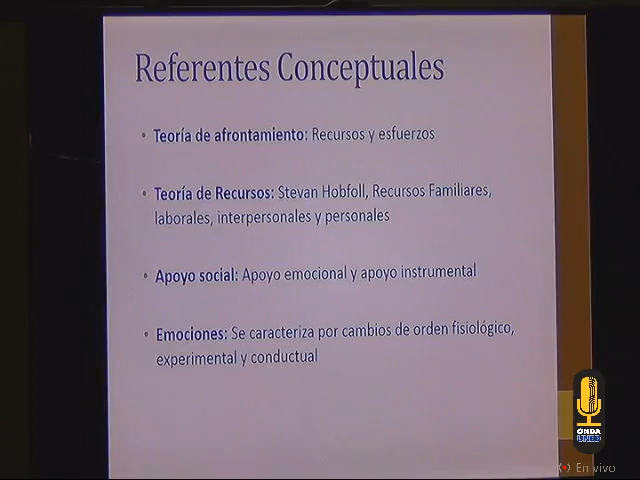 Referentes Conceptuales
• Teoría de afrontamiento: Recursos y esfuerzos
• Teoría de Recursos: Stevan Hobfoll, Recursos Familiares,
laborales, interpersonales y personales
• Apoyo social: Apoyo emocional y apoyo instrumental
• Emociones: Se caracteriza por cambios de orden fisiológico,
experimental y conductual
ONDA
UNED
En vivo